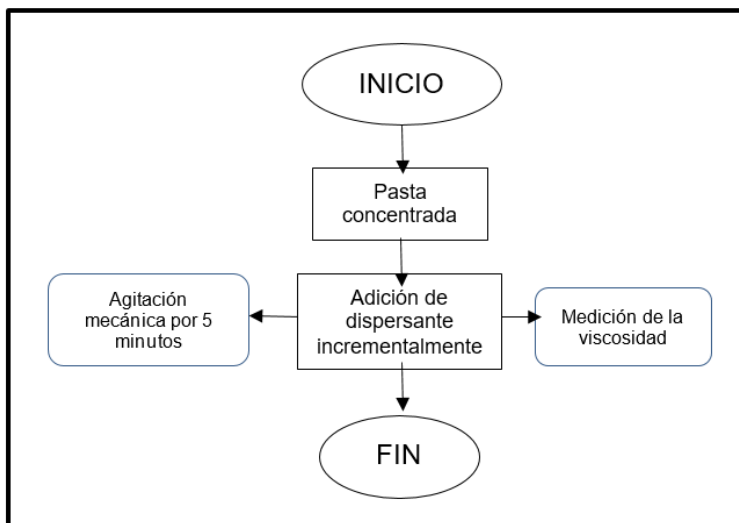 INICIO
Pasta
concentrada
Agitación
mecánica por 5
minutos
Adición de
dispersante
incrementalmente
Medición de la
viscosidad
FIN